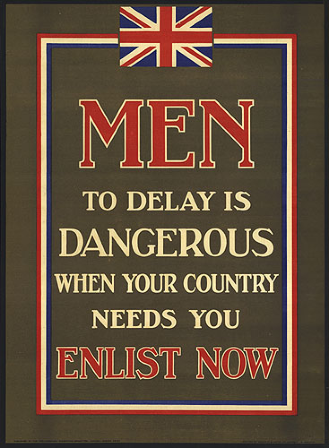 MEN
TO DELAY IS
DANGEROUS
WHEN YOUR COUNTRY
NEEDS YOU
ENLIST NOW